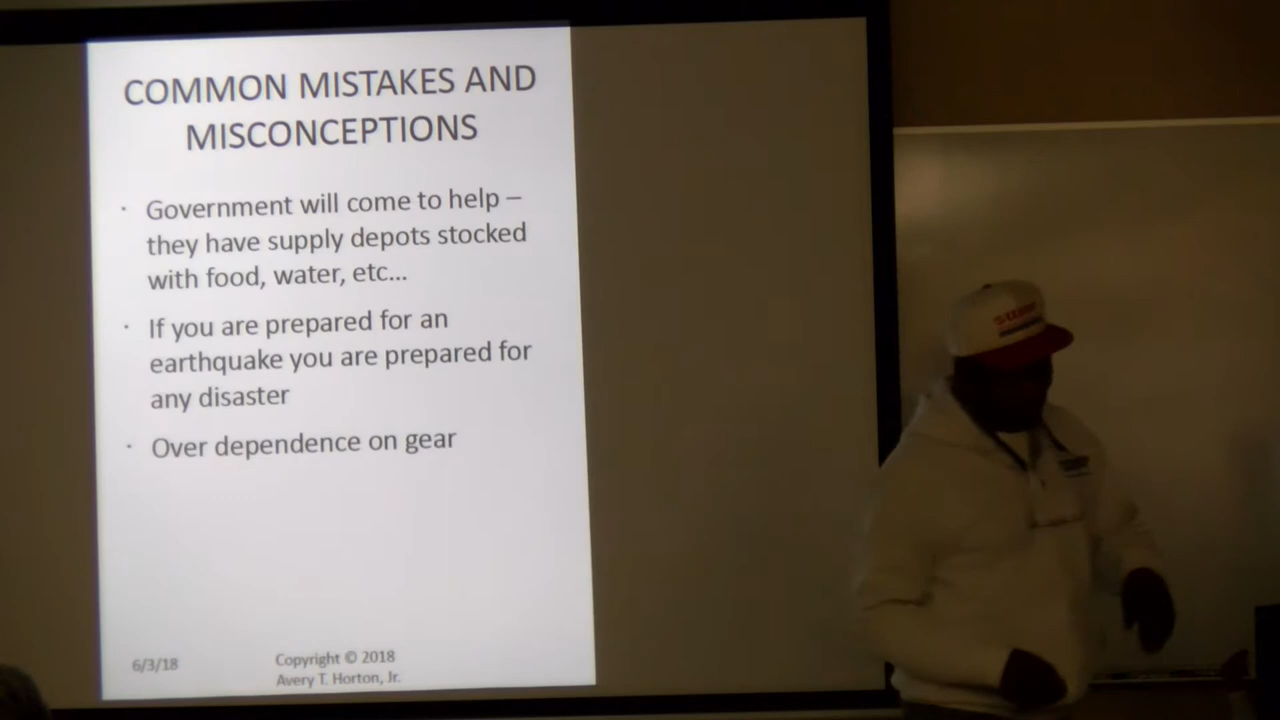 COMMON MISTAKES AND
MISCONCEPTIONS
· Government will come to help –
they have supply depots stocked
with food, water, etc...
· If you are prepared for an
earthquake you are prepared for
any disaster
· Over dependence on gear
6/3/18
Copyright © 2018
Avery T. Horton, Jr.